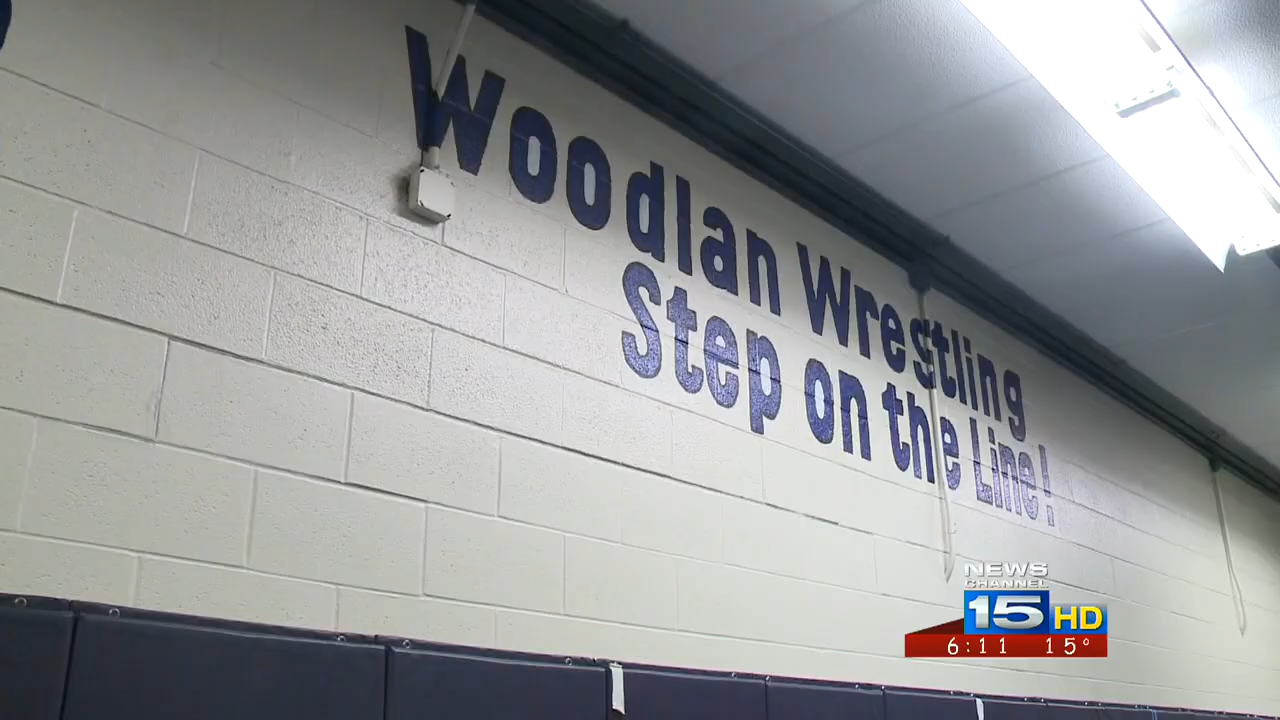 Woodlan Wrestling
Step on the Line!
NEWS
CHANNEL
15 HD
6:11 15°